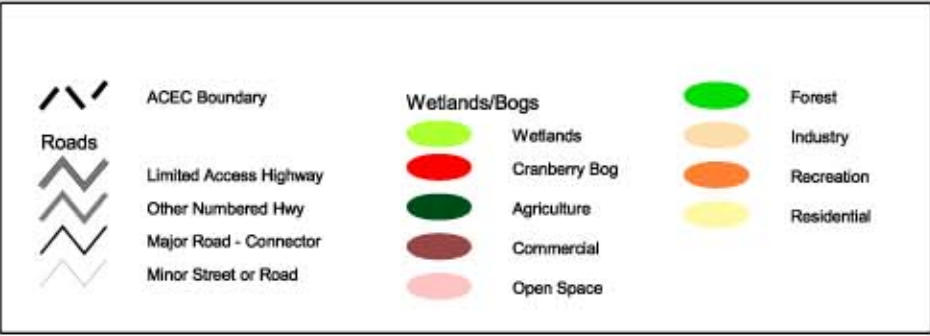 ACEC Boundary
Roads
Limited Access Highway
Other Numbered Hwy
Major Road - Connector
Minor Street or Road
Wetlands/Bogs
Wetlands
Cranberry Bog
Agriculture
Commercial
Open Space
Forest
Industry
Recreation
Residential